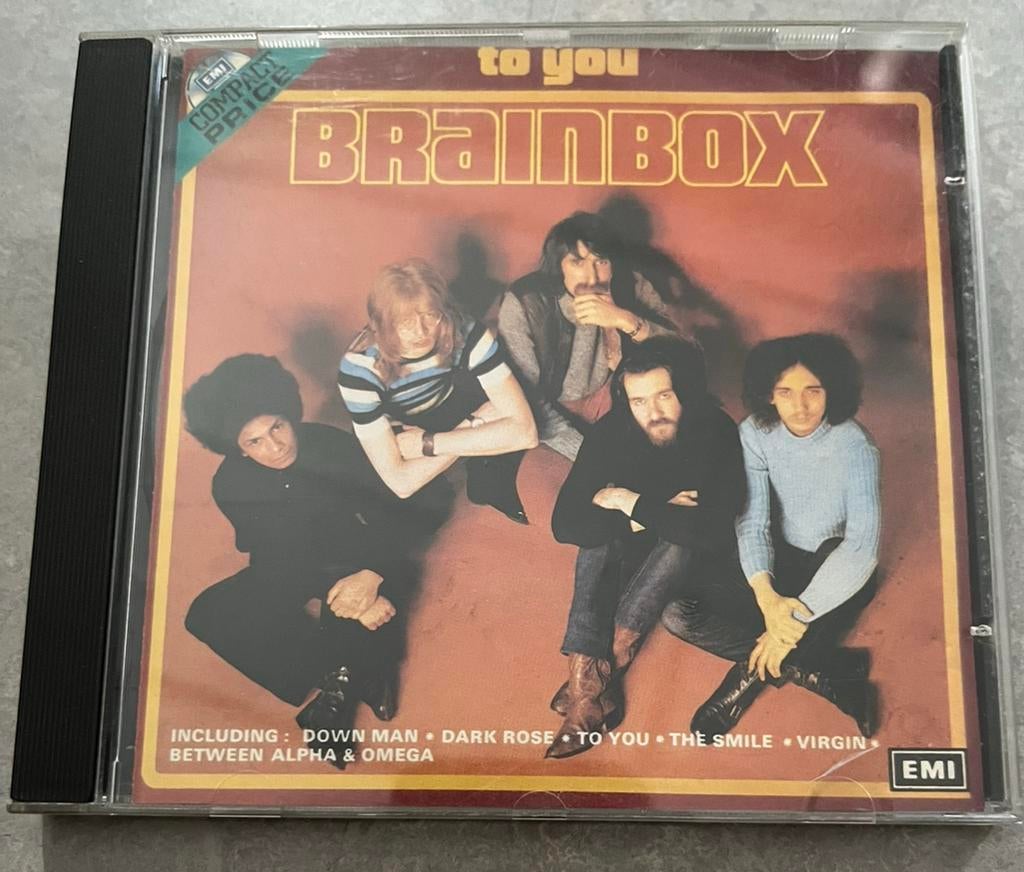 to you
EMI
COMPACT
PRICE
BRaInBOX
INCLUDING : DOWN MAN • DARK ROSE • TO YOU • THE SMILE • VIRGIN •
BETWEEN ALPHA & OMEGA
EMI